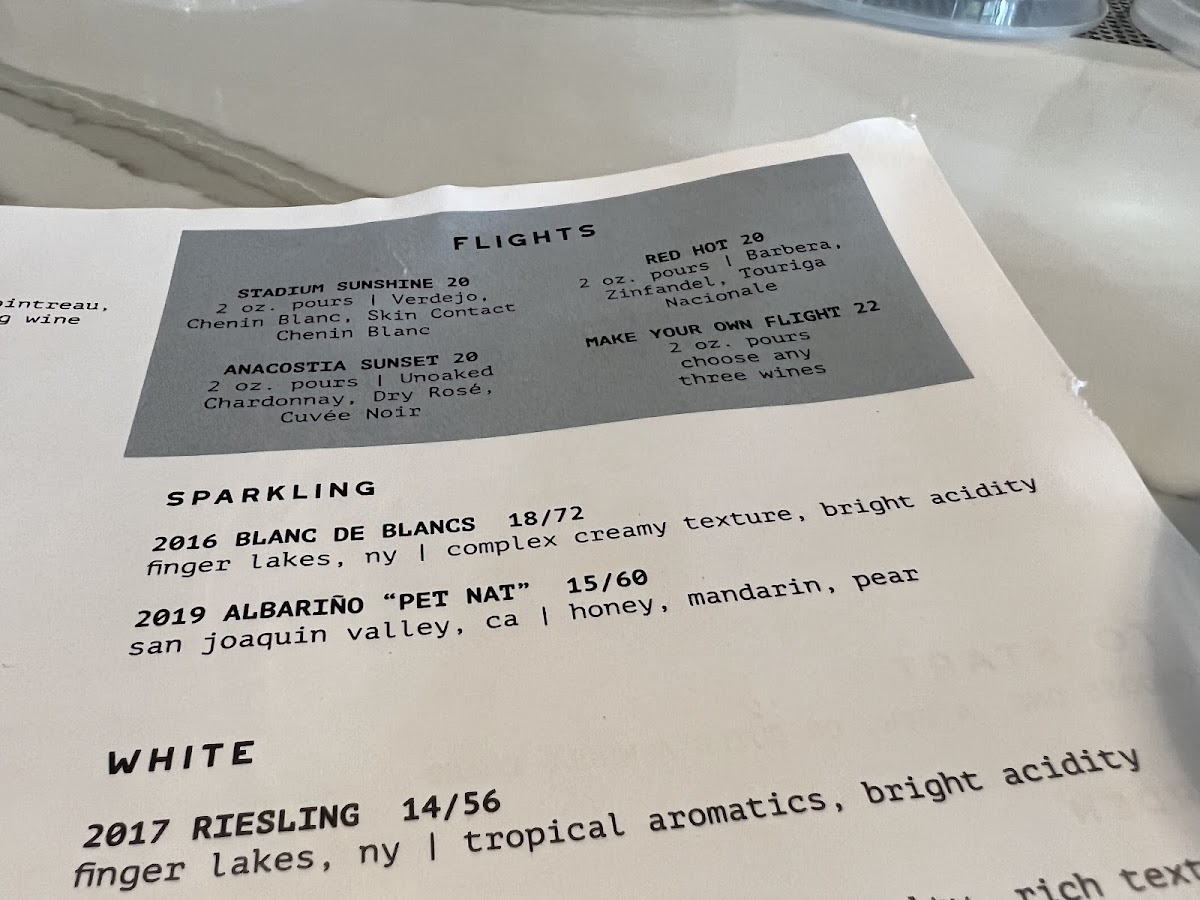 ointreau,
g wine
FLIGHTS
STADIUM SUNSHINE 20
2 oz. pours | Verdejo,
Chenin Blanc, Skin Contact
Chenin Blanc
ANACOSTIA SUNSET 20
2 oz. pours | Unoaked
Chardonnay, Dry Rosé,
Cuvée Noir
RED HOT 20
2 oz. pours | Barbera,
Zinfandel, Touriga
Nacionale
MAKE YOUR OWN FLIGHT 22
2 oz. pours
choose any
three wines
SPARKLING
2016 BLANC DE BLANCS 18/72
finger lakes, ny | complex creamy texture, bright acidity
2019 ALBARIÑO “PET NAT” 15/60
san joaquin valley, ca | honey, mandarin, pear
WHITE
2017 RIESLING 14/56
finger lakes, ny | tropical aromatics, bright acidity
rich text